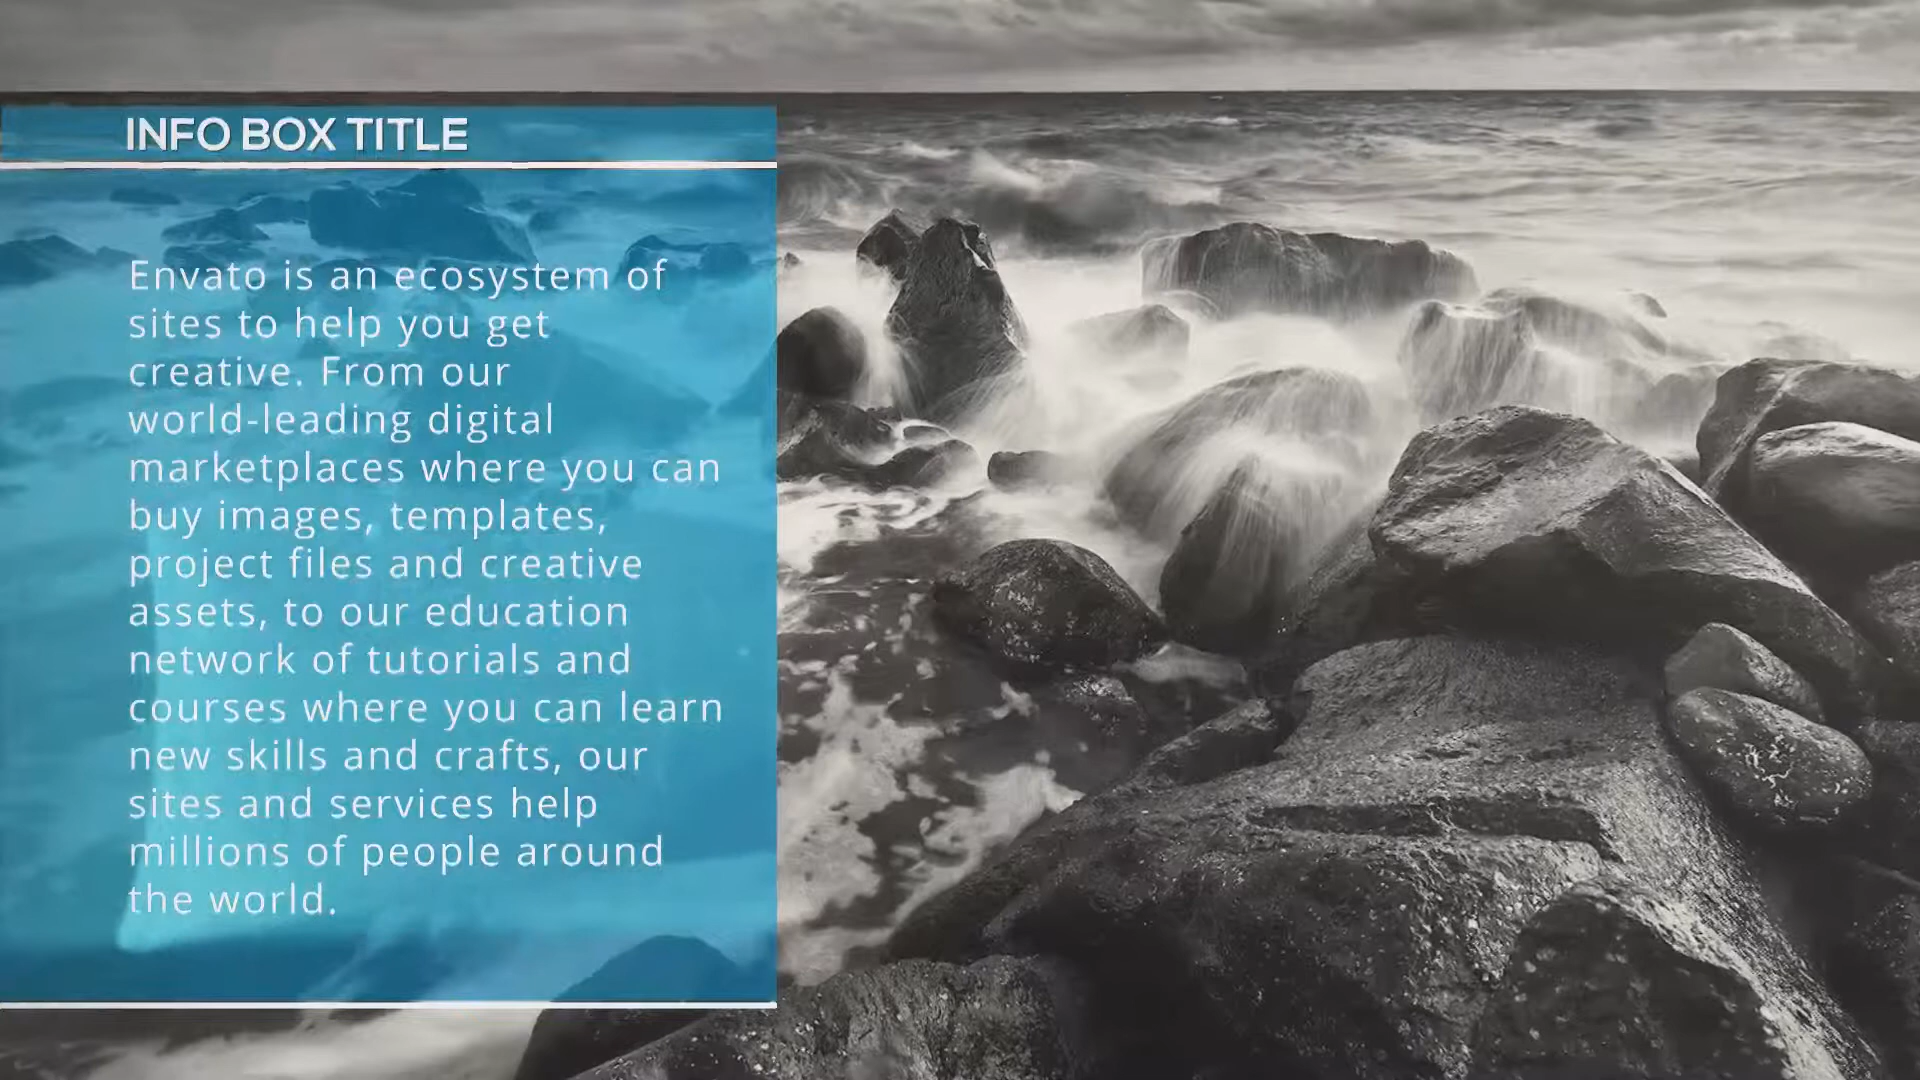 INFO BOX TITLE
Envato is an ecosystem of
sites to help you get
creative. From our
world-leading digital
marketplaces where you can
buy images, templates,
project files and creative
assets, to our education
network of tutorials and
courses where you can learn
new skills and crafts, our
sites and services help
millions of people around
the world.